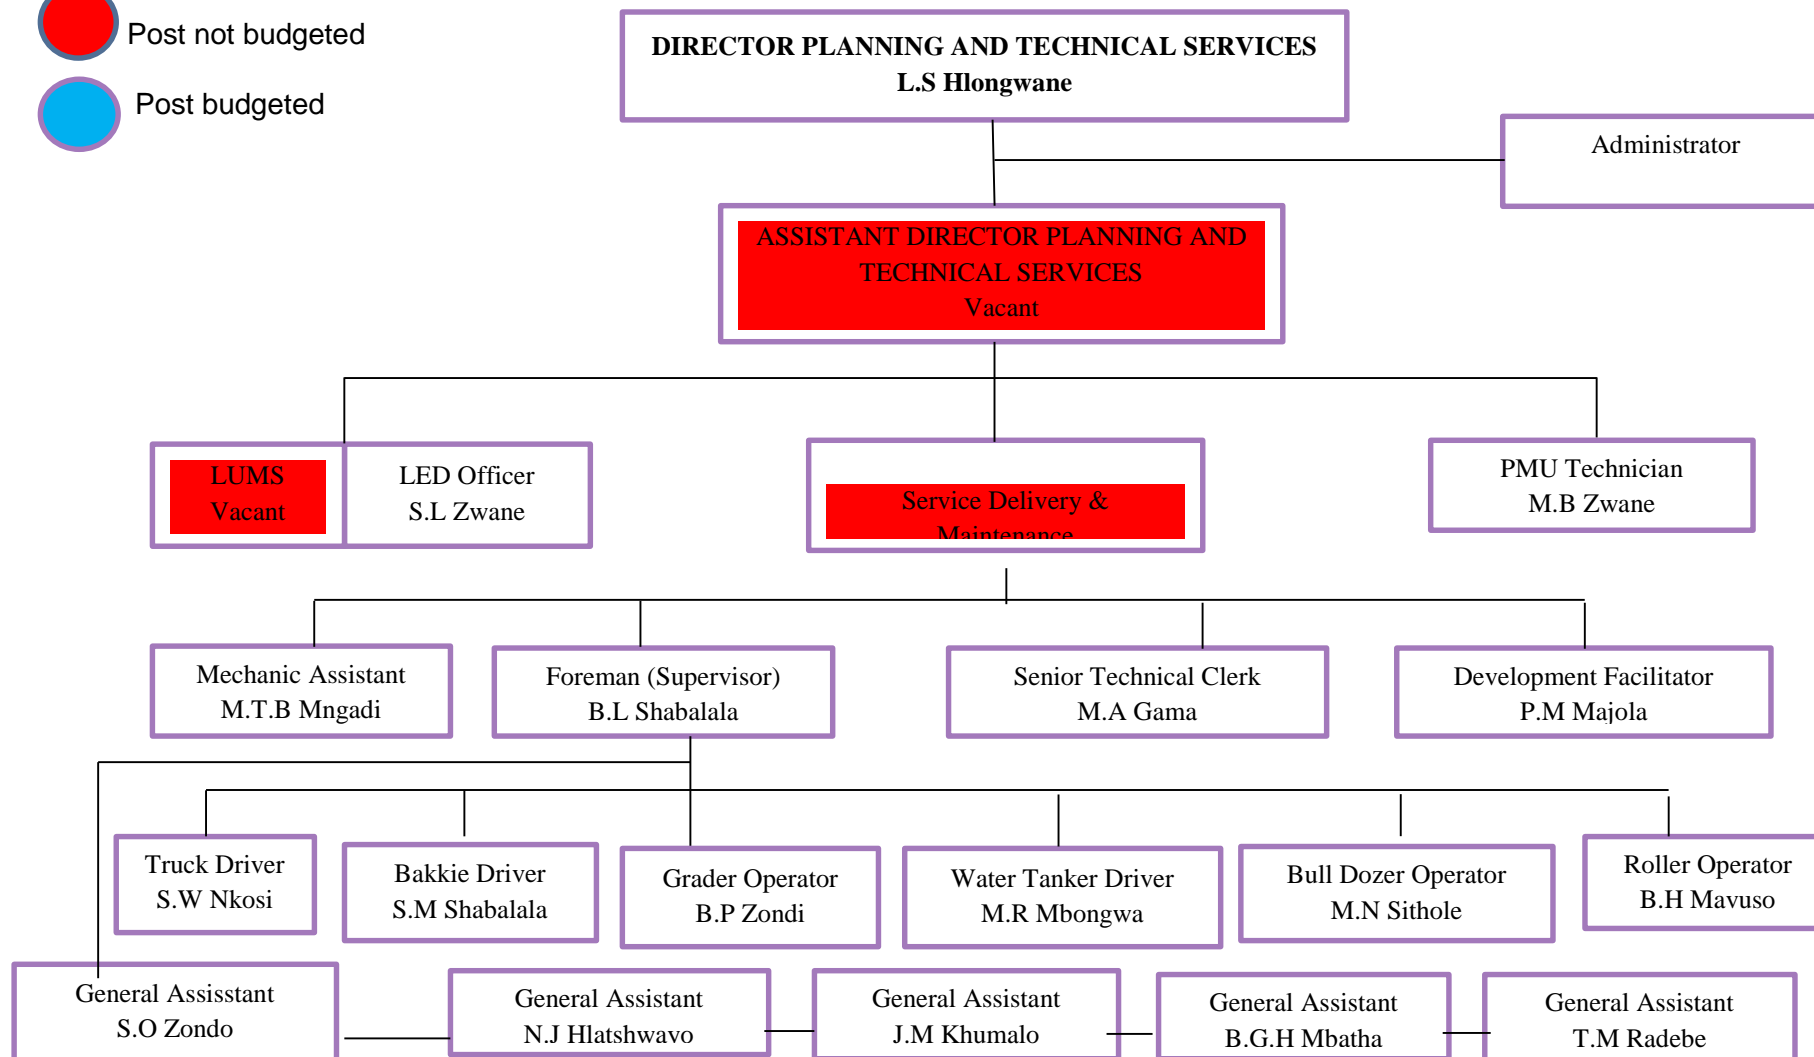 Post not budgeted
Post budgeted
DIRECTOR PLANNING AND TECHNICAL SERVICES
L.S Hlongwane
Administrator
ASSISTANT DIRECTOR PLANNING AND
TECHNICAL SERVICES
Vacant
LUMS
Vacant
LED Officer
S.L Zwane
Service Delivery &
Maintenance
PMU Technician
M.B Zwane
Mechanic Assistant
M.T.B Mngadi
Foreman (Supervisor)
B.L Shabalala
Senior Technical Clerk
M.A Gama
Development Facilitator
P.M Majola
Truck Driver
S.W Nkosi
Bakkie Driver
S.M Shabalala
Grader Operator
B.P Zondi
Water Tanker Driver
M.R Mbongwa
Bull Dozer Operator
M.N Sithole
Roller Operator
B.H Mavuso
General Assisstant
S.O Zondo
General Assistant
N.J Hlatshwavo
General Assistant
J.M Khumalo
General Assistant
B.G.H Mbatha
General Assistant
T.M Radebe